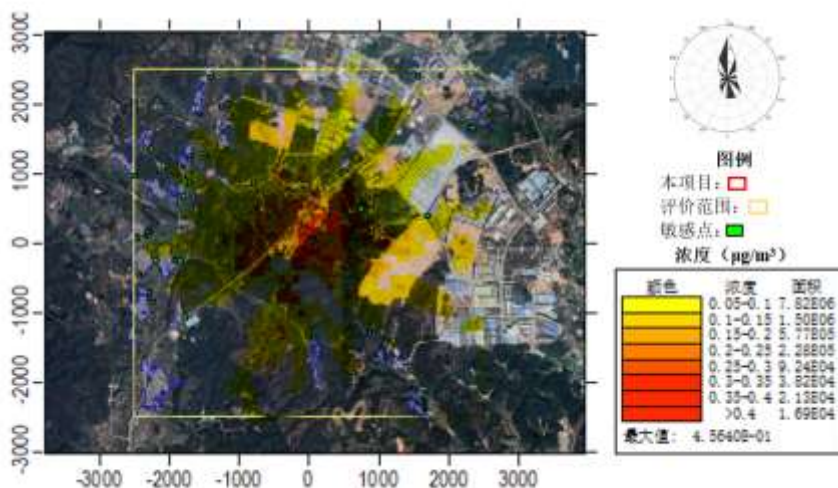 3000
2000
1000
0
-1000
-2000
-3000
-3000 -2000 -1000 0 1000 2000 3000
图例
本项目:
评价范围:
敏感点:
浓度（μg/m³）
颜色 浓度 面积
0.05-0.1 7.82E06
0.1-0.15 1.50E06
0.15-0.2 5.77E05
0.2-0.25 2.28E05
0.25-0.3 9.24E04
0.3-0.35 3.82E04
0.35-0.4 2.13E04
>0.4 1.69E04
最大值: 4.5640E-01